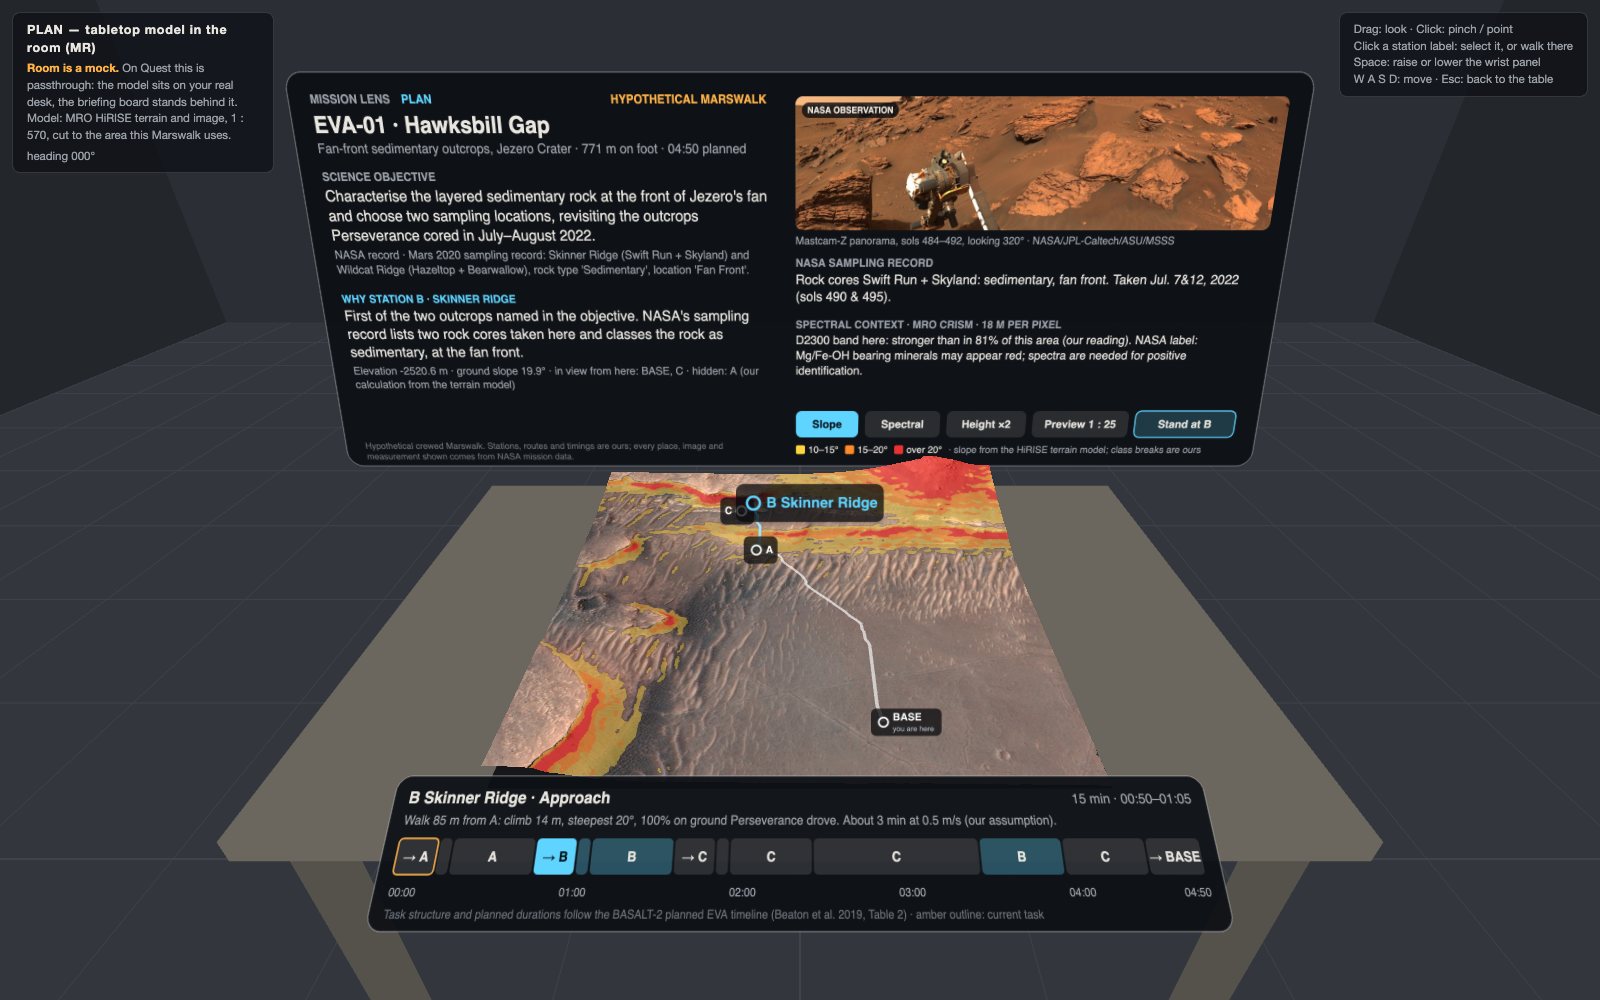 PLAN — tabletop model in the
room (MR)
Room is a mock. On Quest this is
passthrough: the model sits on your real
desk, the briefing board stands behind it.
Model: MRO HiRISE terrain and image, 1 :
570, cut to the area this Marswalk uses.
heading 000°
Drag: look · Click: pinch / point
Click a station label: select it, or walk there
Space: raise or lower the wrist panel
W A S D: move · Esc: back to the table
MISSION LENS PLAN
HYPOTHETICAL MARSWALK
EVA-01 · Hawksbill Gap
Fan-front sedimentary outcrops, Jezero Crater · 771 m on foot · 04:50 planned
SCIENCE OBJECTIVE
Characterise the layered sedimentary rock at the front of Jezero's fan
and choose two sampling locations, revisiting the outcrops
Perseverance cored in July–August 2022.
NASA record · Mars 2020 sampling record: Skinner Ridge (Swift Run + Skyland) and
Wildcat Ridge (Hazeltop + Bearwallow), rock type 'Sedimentary', location 'Fan Front'.
WHY STATION B · SKINNER RIDGE
First of the two outcrops named in the objective. NASA's sampling
record lists two rock cores taken here and classes the rock as
sedimentary, at the fan front.
Elevation -2520.6 m · ground slope 19.9° · in view from here: BASE, C · hidden: A (our
calculation from the terrain model)
Hypothetical crewed Marswalk. Stations, routes and timings are ours; every place, image and
measurement shown comes from NASA mission data.
NASA OBSERVATION
Mastcam-Z panorama, sols 484–492, looking 320° · NASA/JPL-Caltech/ASU/MSSS
NASA SAMPLING RECORD
Rock cores Swift Run + Skyland: sedimentary, fan front. Taken Jul. 7&12, 2022
(sols 490 & 495).
SPECTRAL CONTEXT · MRO CRISM · 18 M PER PIXEL
D2300 band here: stronger than in 81% of this area (our reading). NASA label:
Mg/Fe-OH bearing minerals may appear red; spectra are needed for positive
identification.
Slope Spectral Height ×2 Preview 1 : 25 Stand at B
10–15° 15–20° over 20° · slope from the HiRISE terrain model; class breaks are ours
B Skinner Ridge
C
A
BASE
you are here
B Skinner Ridge · Approach
15 min · 00:50–01:05
Walk 85 m from A: climb 14 m, steepest 20°, 100% on ground Perseverance drove. About 3 min at 0.5 m/s (our assumption).
→ A A → B B → C C C B C → BASE
00:00 01:00 02:00 03:00 04:00 04:50
Task structure and planned durations follow the BASALT-2 planned EVA timeline (Beaton et al. 2019, Table 2) · amber outline: current task